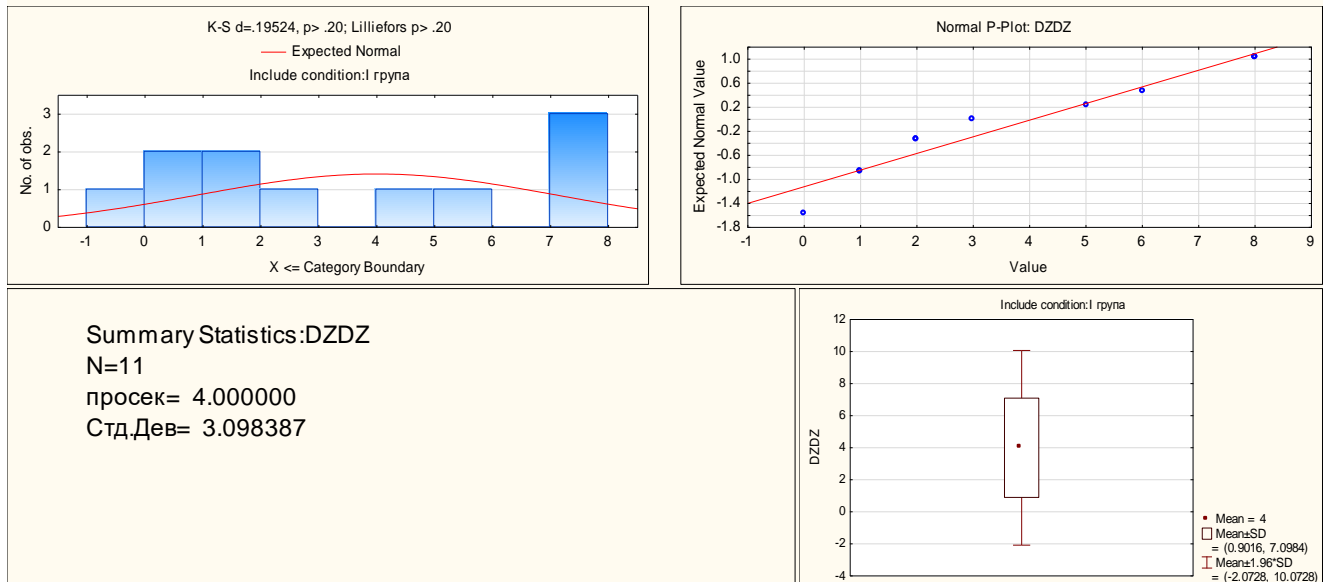 K-S d=.19524, p> .20; Lilliefors p> .20
Expected Normal
Include condition:I група
No. of obs.
3
2
1
0
-1 0 1 2 3 4 5 6 7 8
X <= Category Boundary
Normal P-Plot: DZDZ
Expected Normal Value
1.0
0.6
0.2
-0.2
-0.6
-1.0
-1.4
-1.8
-1 0 1 2 3 4 5 6 7 8 9
Value
Summary Statistics:DZDZ
N=11
просек= 4.000000
Стд.Дев= 3.098387
Include condition:I група
DZDZ
12
10
8
6
4
2
0
-2
-4
Mean = 4
Mean±SD
= (0.9016, 7.0984)
Mean±1.96*SD
= (-2.0728, 10.0728)